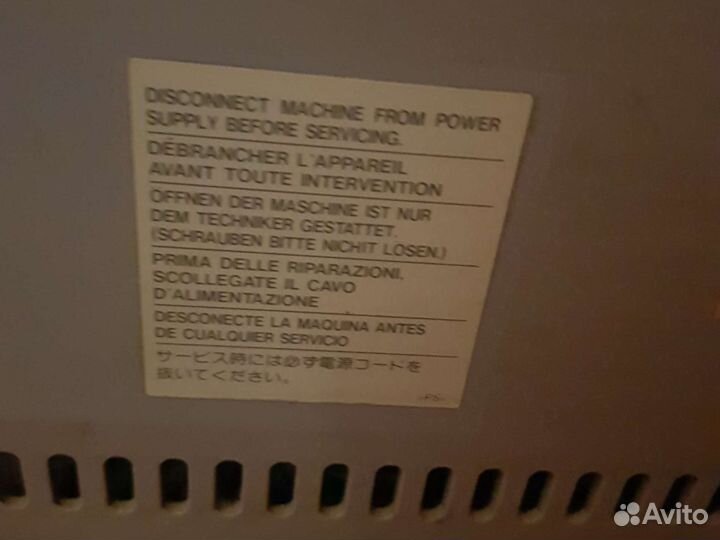 DISCONNECT MACHINE FROM POWER
SUPPLY BEFORE SERVICING.
DÉBRANCHER L'APPAREIL
AVANT TOUTE INTERVENTION
ÖFFNEN DER MASCHINE IST NUR
DEM TECHNIKER GESTATTET.
(SCHRAUBEN BITTE NICHIT LOSEN.)
PRIMA DELLE RIPARAZIONI.
SCOLLEGATE IL CAVO
D'ALIMENTAZIONE
DESCONECTE LA MAQUINA ANTES
DE CUALQUIER SERVICIO
サービス時には必ず電源コードを
抜いてください。
Avito